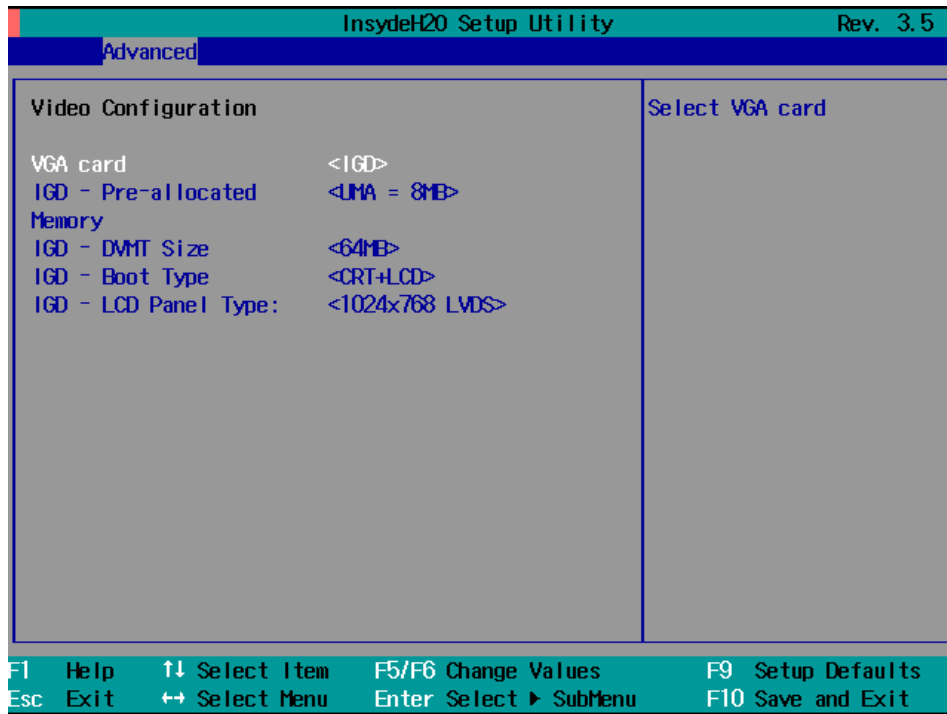 InsydeH20 Setup Utility Rev. 3.5
Advanced
Video Configuration Select VGA card
VGA card <IGD>
IGD - Pre-allocated <UMA = 8MB>
Memory
IGD - DVMT Size <64MB>
IGD - Boot Type <CRT+LCD>
IGD - LCD Panel Type: <1024x768 LVDS>
F1 Help ↑↓ Select Item F5/F6 Change Values F9 Setup Defaults
Esc Exit ↔ Select Menu Enter Select ▶ SubMenu F10 Save and Exit